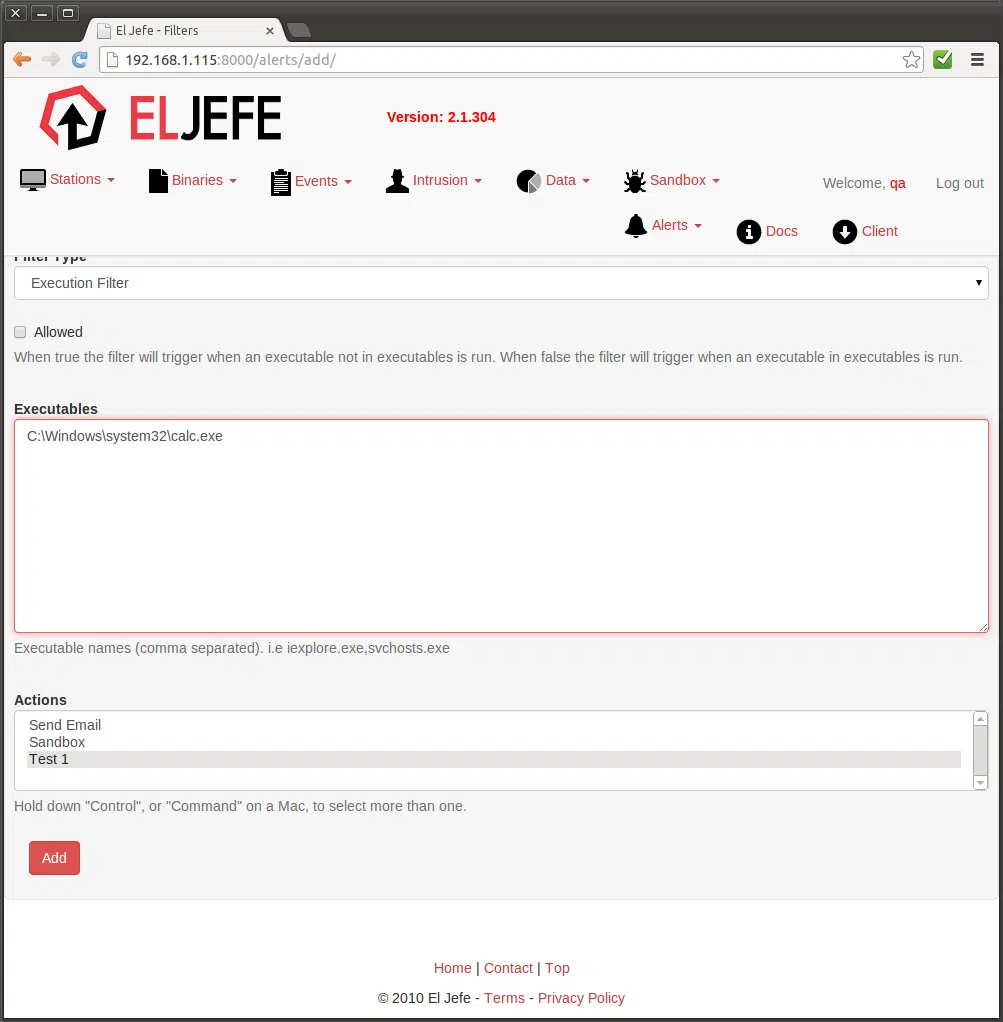 El Jefe - Filters
192.168.1.115:8000/alerts/add/
ELJEFE
Version: 2.1.304
Stations
Binaries
Events
Intrusion
Data
Sandbox
Welcome, qa
Log out
Alerts
Docs
Client
Filter Type
Execution Filter
Allowed
When true the filter will trigger when an executable not in executables is run. When false the filter will trigger when an executable in executables is run.
Executables
C:\Windows\system32\calc.exe
Executable names (comma separated). i.e iexplore.exe,svchosts.exe
Actions
Send Email
Sandbox
Test 1
Hold down "Control", or "Command" on a Mac, to select more than one.
Add
Home | Contact | Top
© 2010 El Jefe - Terms - Privacy Policy